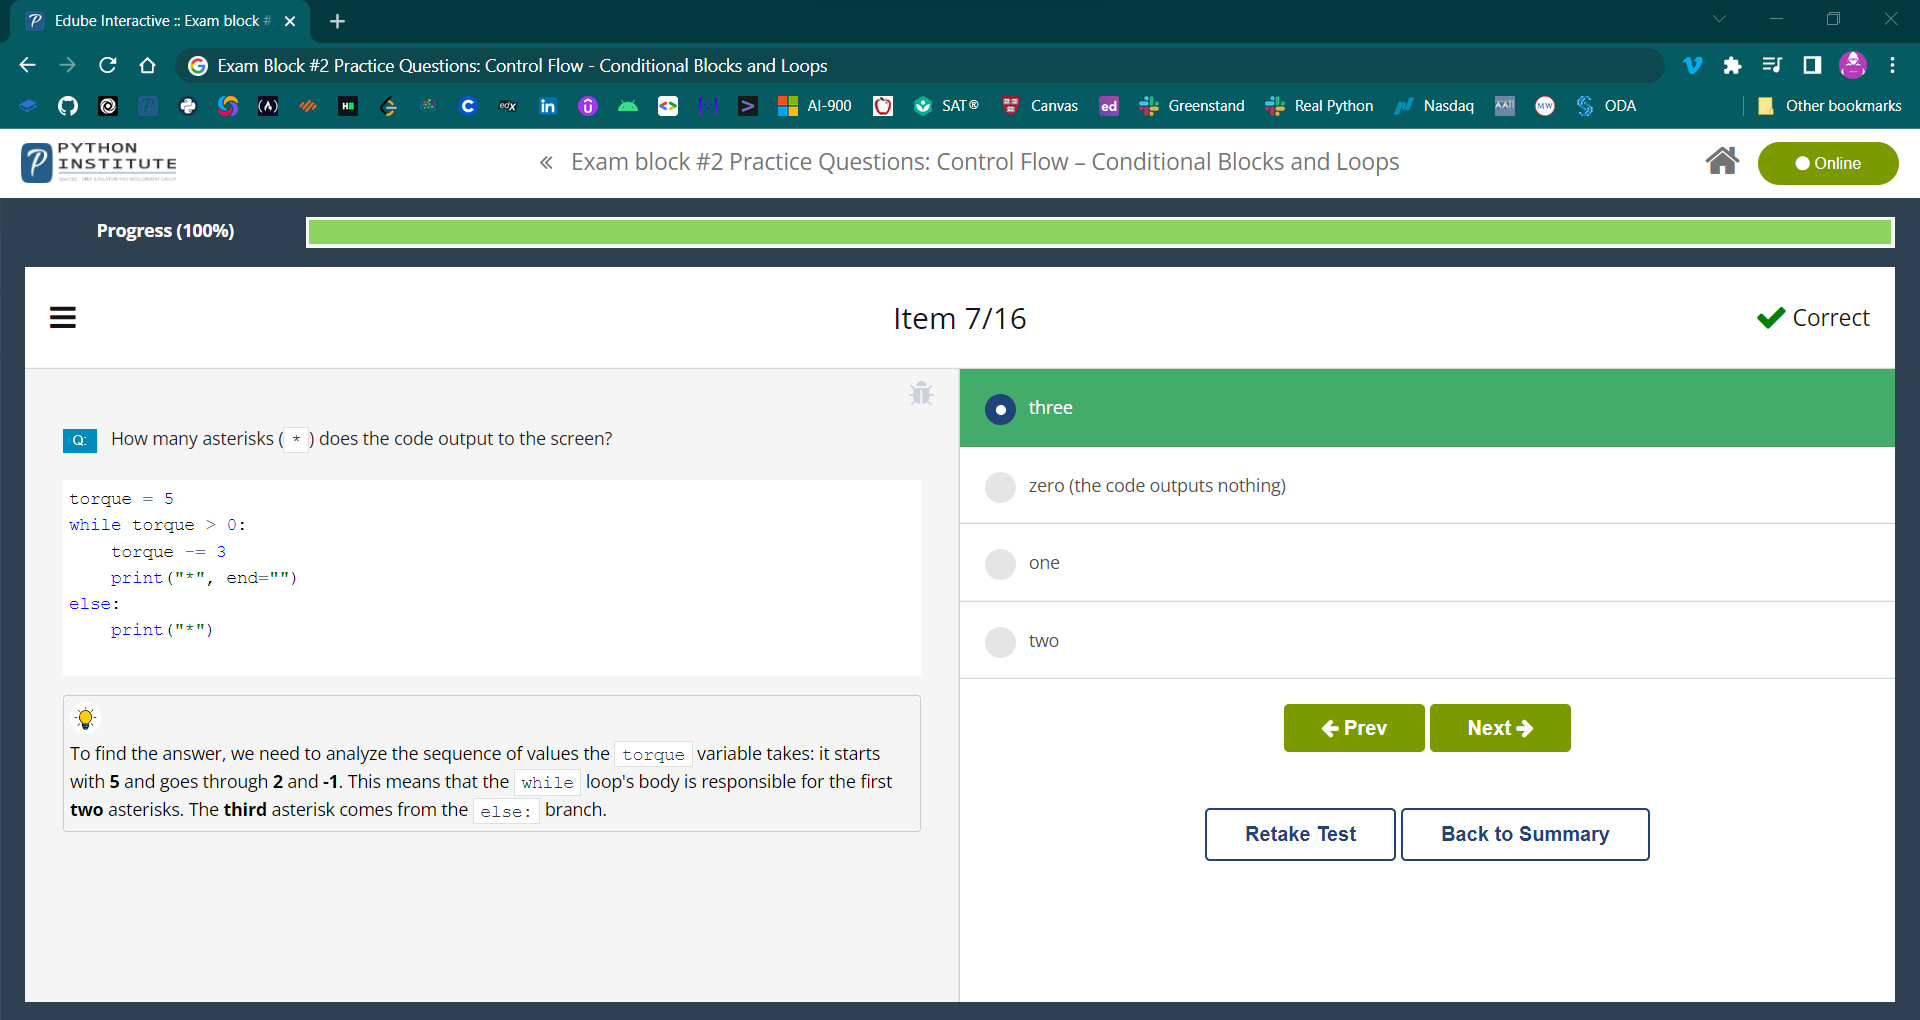 Edube Interactive :: Exam block #
Exam Block #2 Practice Questions: Control Flow - Conditional Blocks and Loops
AI-900
SAT®
Canvas
ed
Greenstand
Real Python
Nasdaq
MW
ODA
Other bookmarks
PYTHON
INSTITUTE
« Exam block #2 Practice Questions: Control Flow – Conditional Blocks and Loops
Online
Progress (100%)
Item 7/16
Correct
Q: How many asterisks ( * ) does the code output to the screen?
torque = 5
while torque > 0:
    torque -= 3
    print("*", end="")
else:
    print("*")
To find the answer, we need to analyze the sequence of values the torque variable takes: it starts
with 5 and goes through 2 and -1. This means that the while loop's body is responsible for the first
two asterisks. The third asterisk comes from the else: branch.
three
zero (the code outputs nothing)
one
two
Prev
Next
Retake Test
Back to Summary